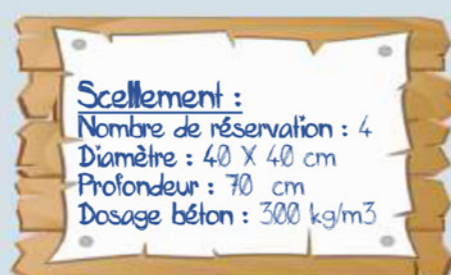 Scellement :
Nombre de réservation : 4
Diamètre : 40 X 40 cm
Profondeur : 70 cm
Dosage béton : 300 kg/m3